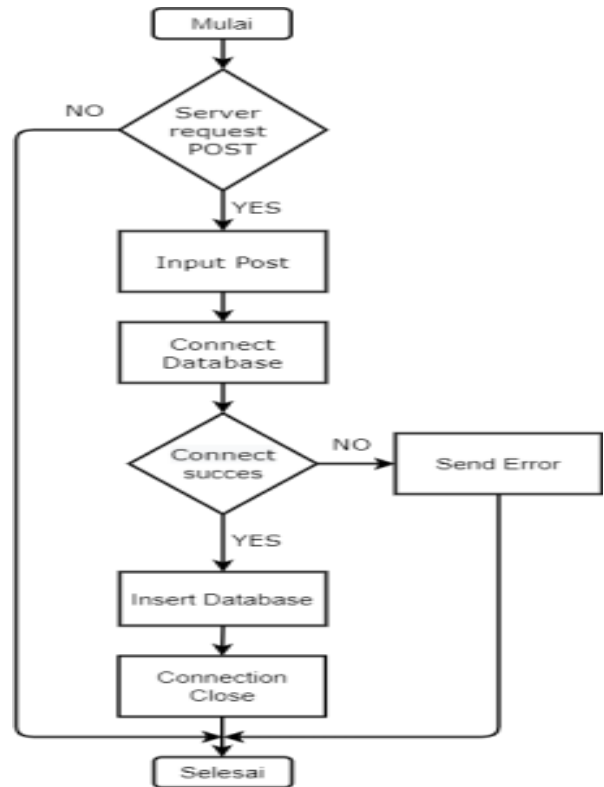 Mulai
NO
Server
request
POST
YES
Input Post
Connect
Database
Connect
succes
NO
Send Error
YES
Insert Database
Connection
Close
Selesai